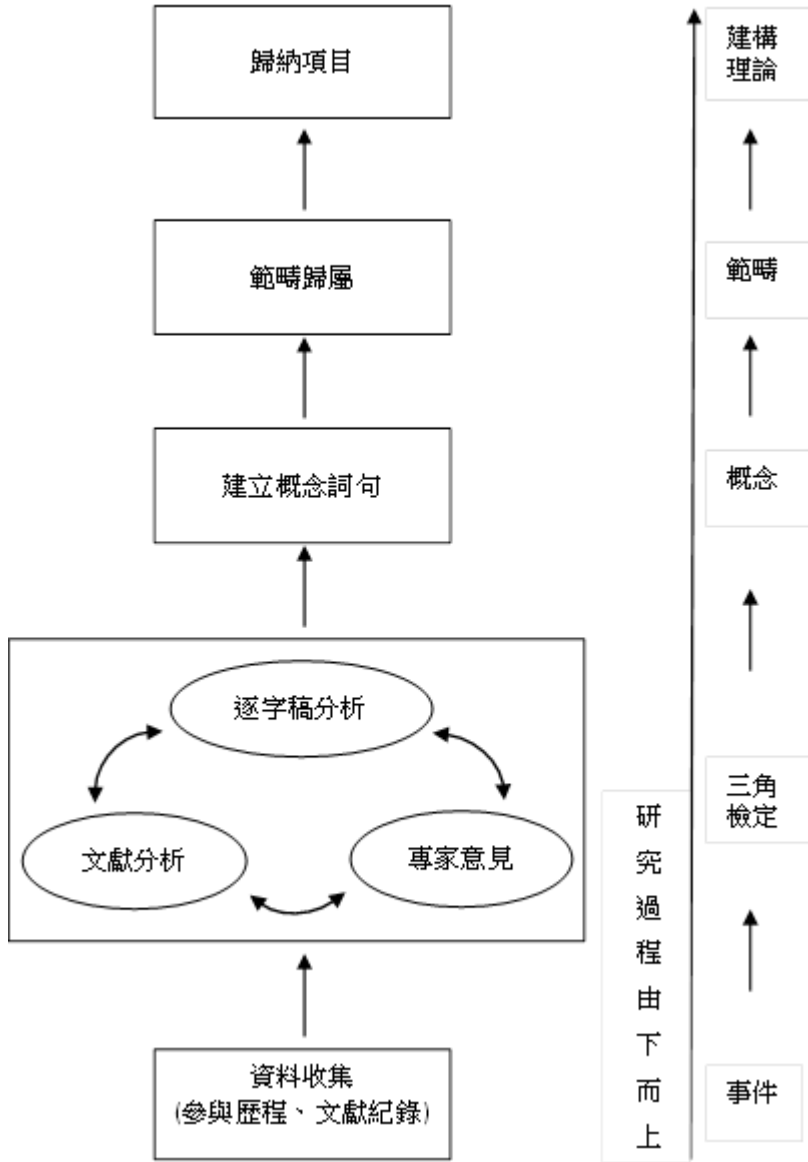 歸納項目
範疇歸屬
建立概念詞句
逐字稿分析
文獻分析
專家意見
資料收集
(參與歷程、文獻紀錄)
研究過程由下而上
建構
理論
範疇
概念
三角
檢定
事件